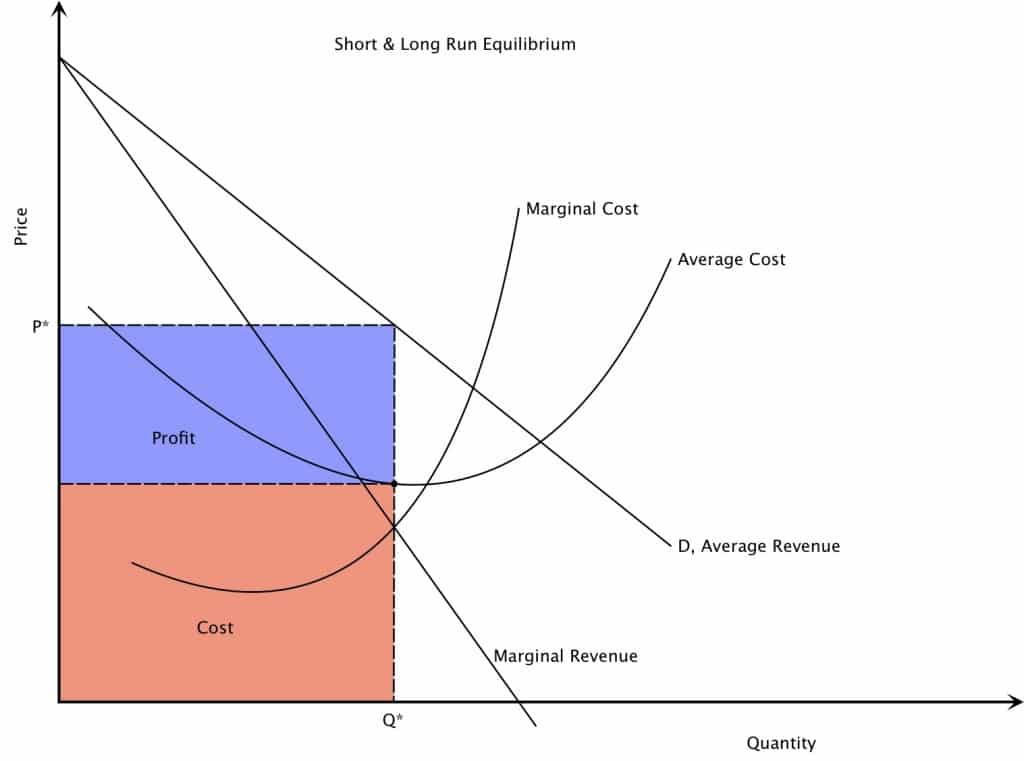 Short & Long Run Equilibrium
Marginal Cost
Price
Average Cost
P*
Profit
D, Average Revenue
Cost
Marginal Revenue
Q*
Quantity